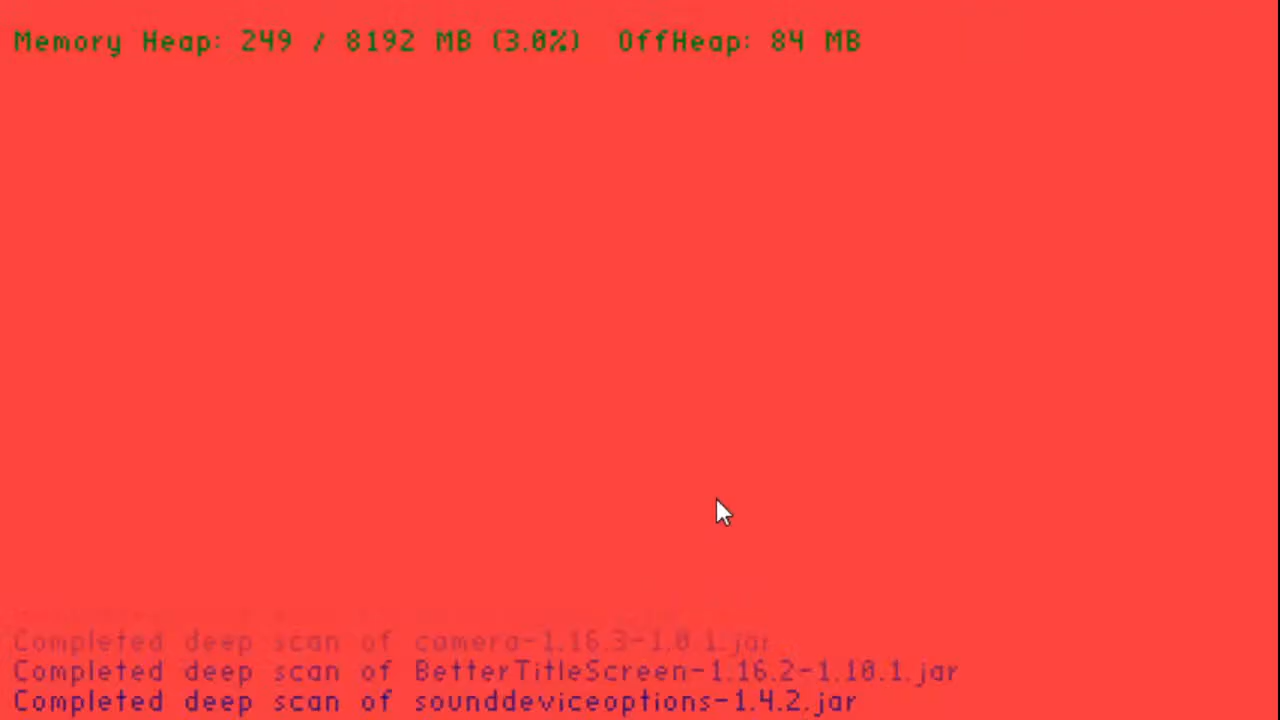 Memory Heap: 249 / 8192 MB (3.0%) OffHeap: 84 MB
Completed deep scan of camera-1.16.3-1.0.1.jar
Completed deep scan of BetterTitleScreen-1.16.2-1.10.1.jar
Completed deep scan of sounddeviceoptions-1.4.2.jar